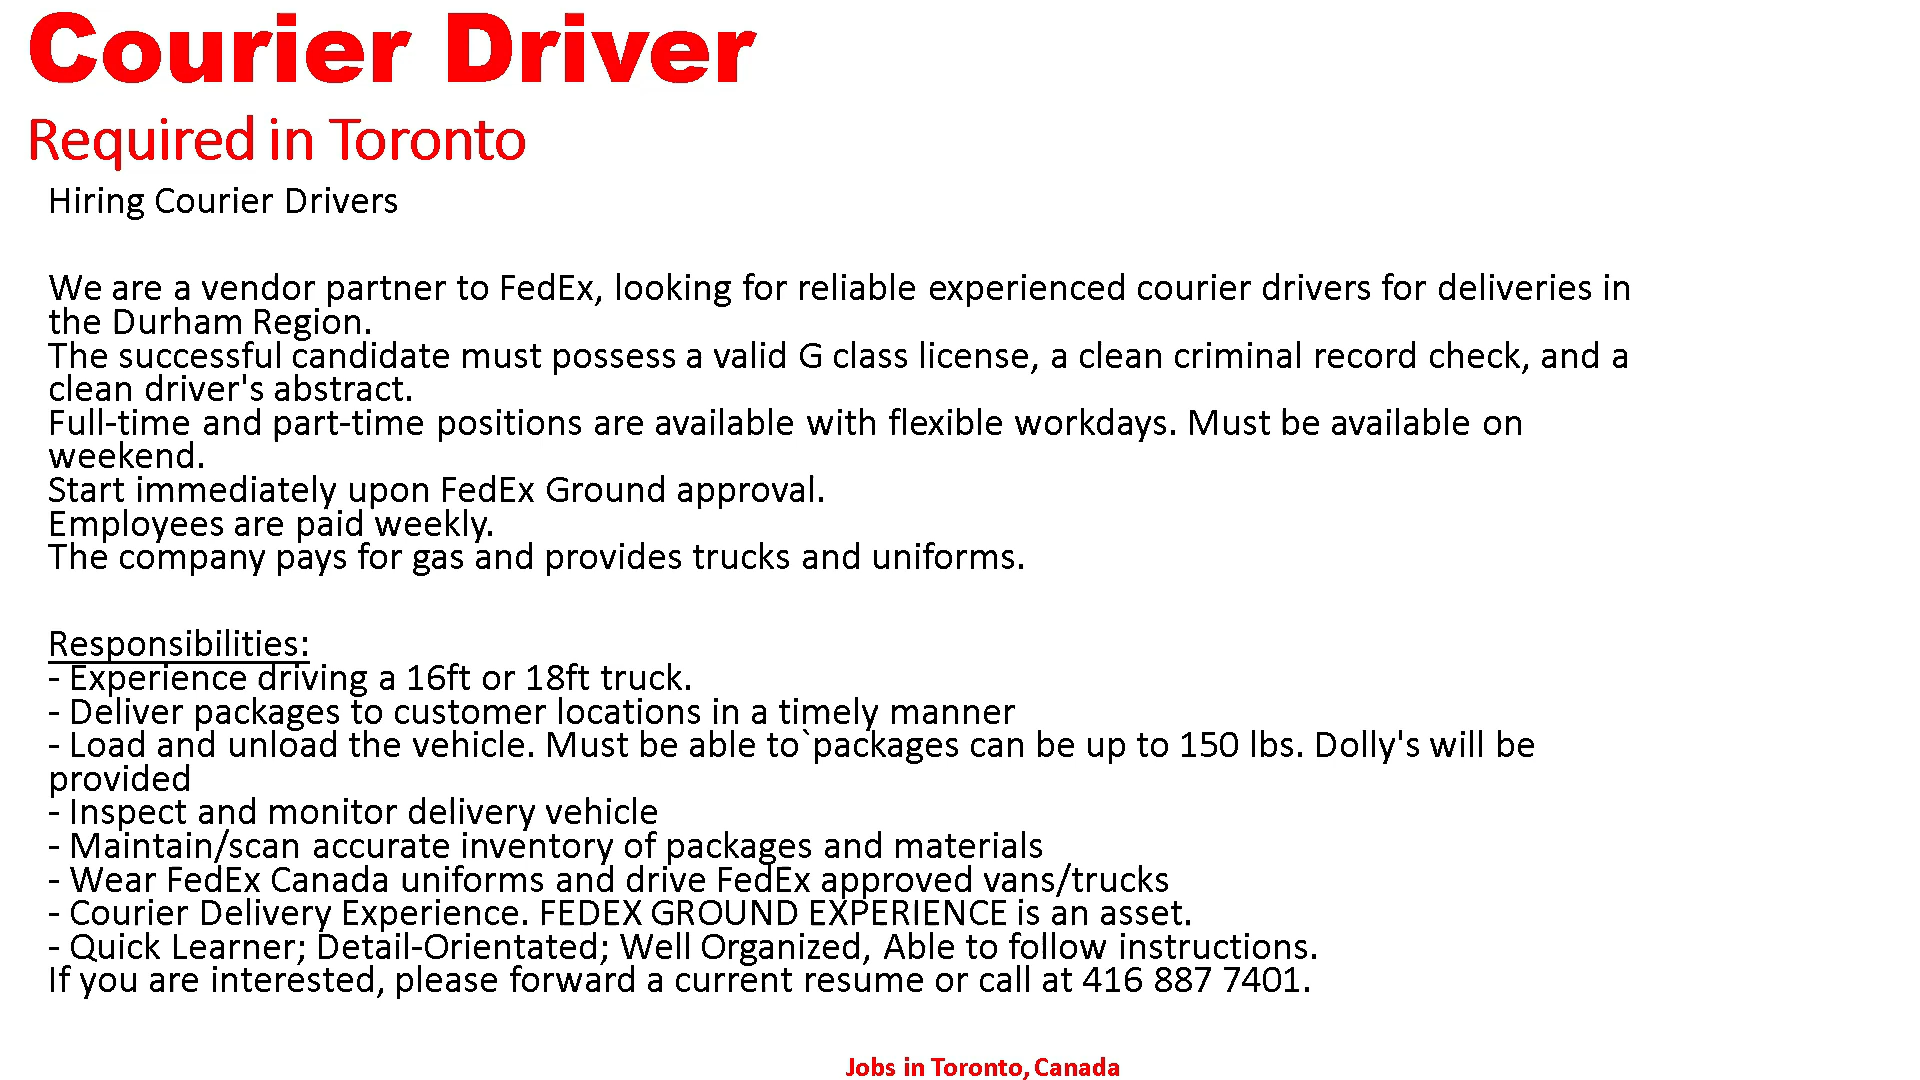 Courier Driver
Required in Toronto
Hiring Courier Drivers
We are a vendor partner to FedEx, looking for reliable experienced courier drivers for deliveries in
the Durham Region.
The successful candidate must possess a valid G class license, a clean criminal record check, and a
clean driver's abstract.
Full-time and part-time positions are available with flexible workdays. Must be available on
weekend.
Start immediately upon FedEx Ground approval.
Employees are paid weekly.
The company pays for gas and provides trucks and uniforms.
Responsibilities:
- Experience driving a 16ft or 18ft truck.
- Deliver packages to customer locations in a timely manner
- Load and unload the vehicle. Must be able to`packages can be up to 150 lbs. Dolly's will be
provided
- Inspect and monitor delivery vehicle
- Maintain/scan accurate inventory of packages and materials
- Wear FedEx Canada uniforms and drive FedEx approved vans/trucks
- Courier Delivery Experience. FEDEX GROUND EXPERIENCE is an asset.
- Quick Learner; Detail-Orientated; Well Organized, Able to follow instructions.
If you are interested, please forward a current resume or call at 416 887 7401.
Jobs in Toronto, Canada